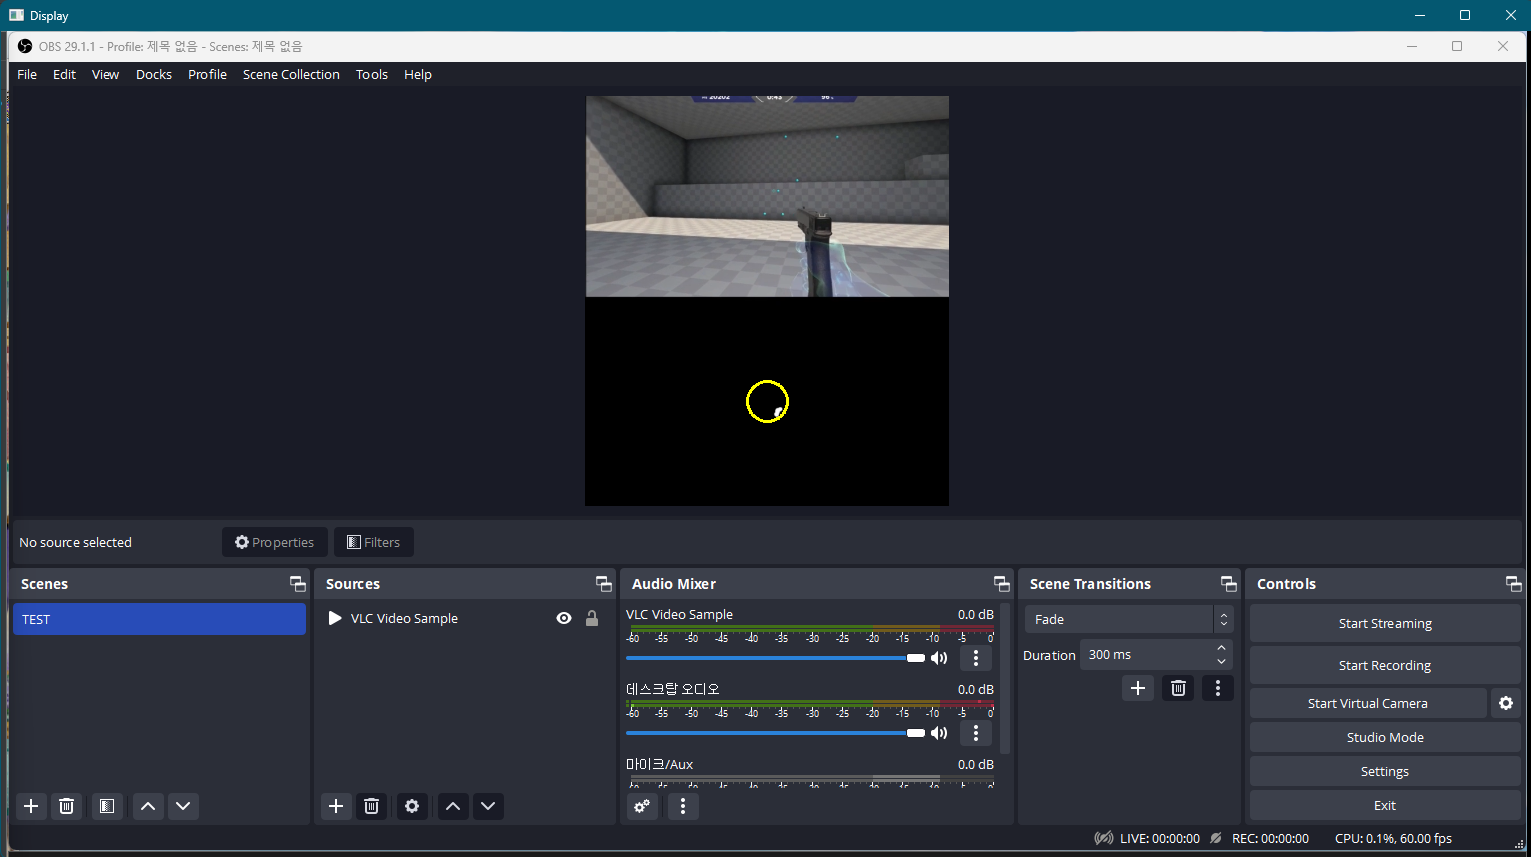 Display
OBS 29.1.1 - Profile: 제목 없음 - Scenes: 제목 없음
File Edit View Docks Profile Scene Collection Tools Help
0:43
No source selected Properties Filters
Scenes
TEST
Sources
VLC Video Sample
Audio Mixer
VLC Video Sample 0.0 dB
-60 -55 -50 -45 -40 -35 -30 -25 -20 -15 -10 -5 0
데스크탑 오디오 0.0 dB
-60 -55 -50 -45 -40 -35 -30 -25 -20 -15 -10 -5 0
마이크/Aux 0.0 dB
Scene Transitions
Fade
Duration 300 ms
Controls
Start Streaming
Start Recording
Start Virtual Camera
Studio Mode
Settings
Exit
LIVE: 00:00:00 REC: 00:00:00 CPU: 0.1%, 60.00 fps